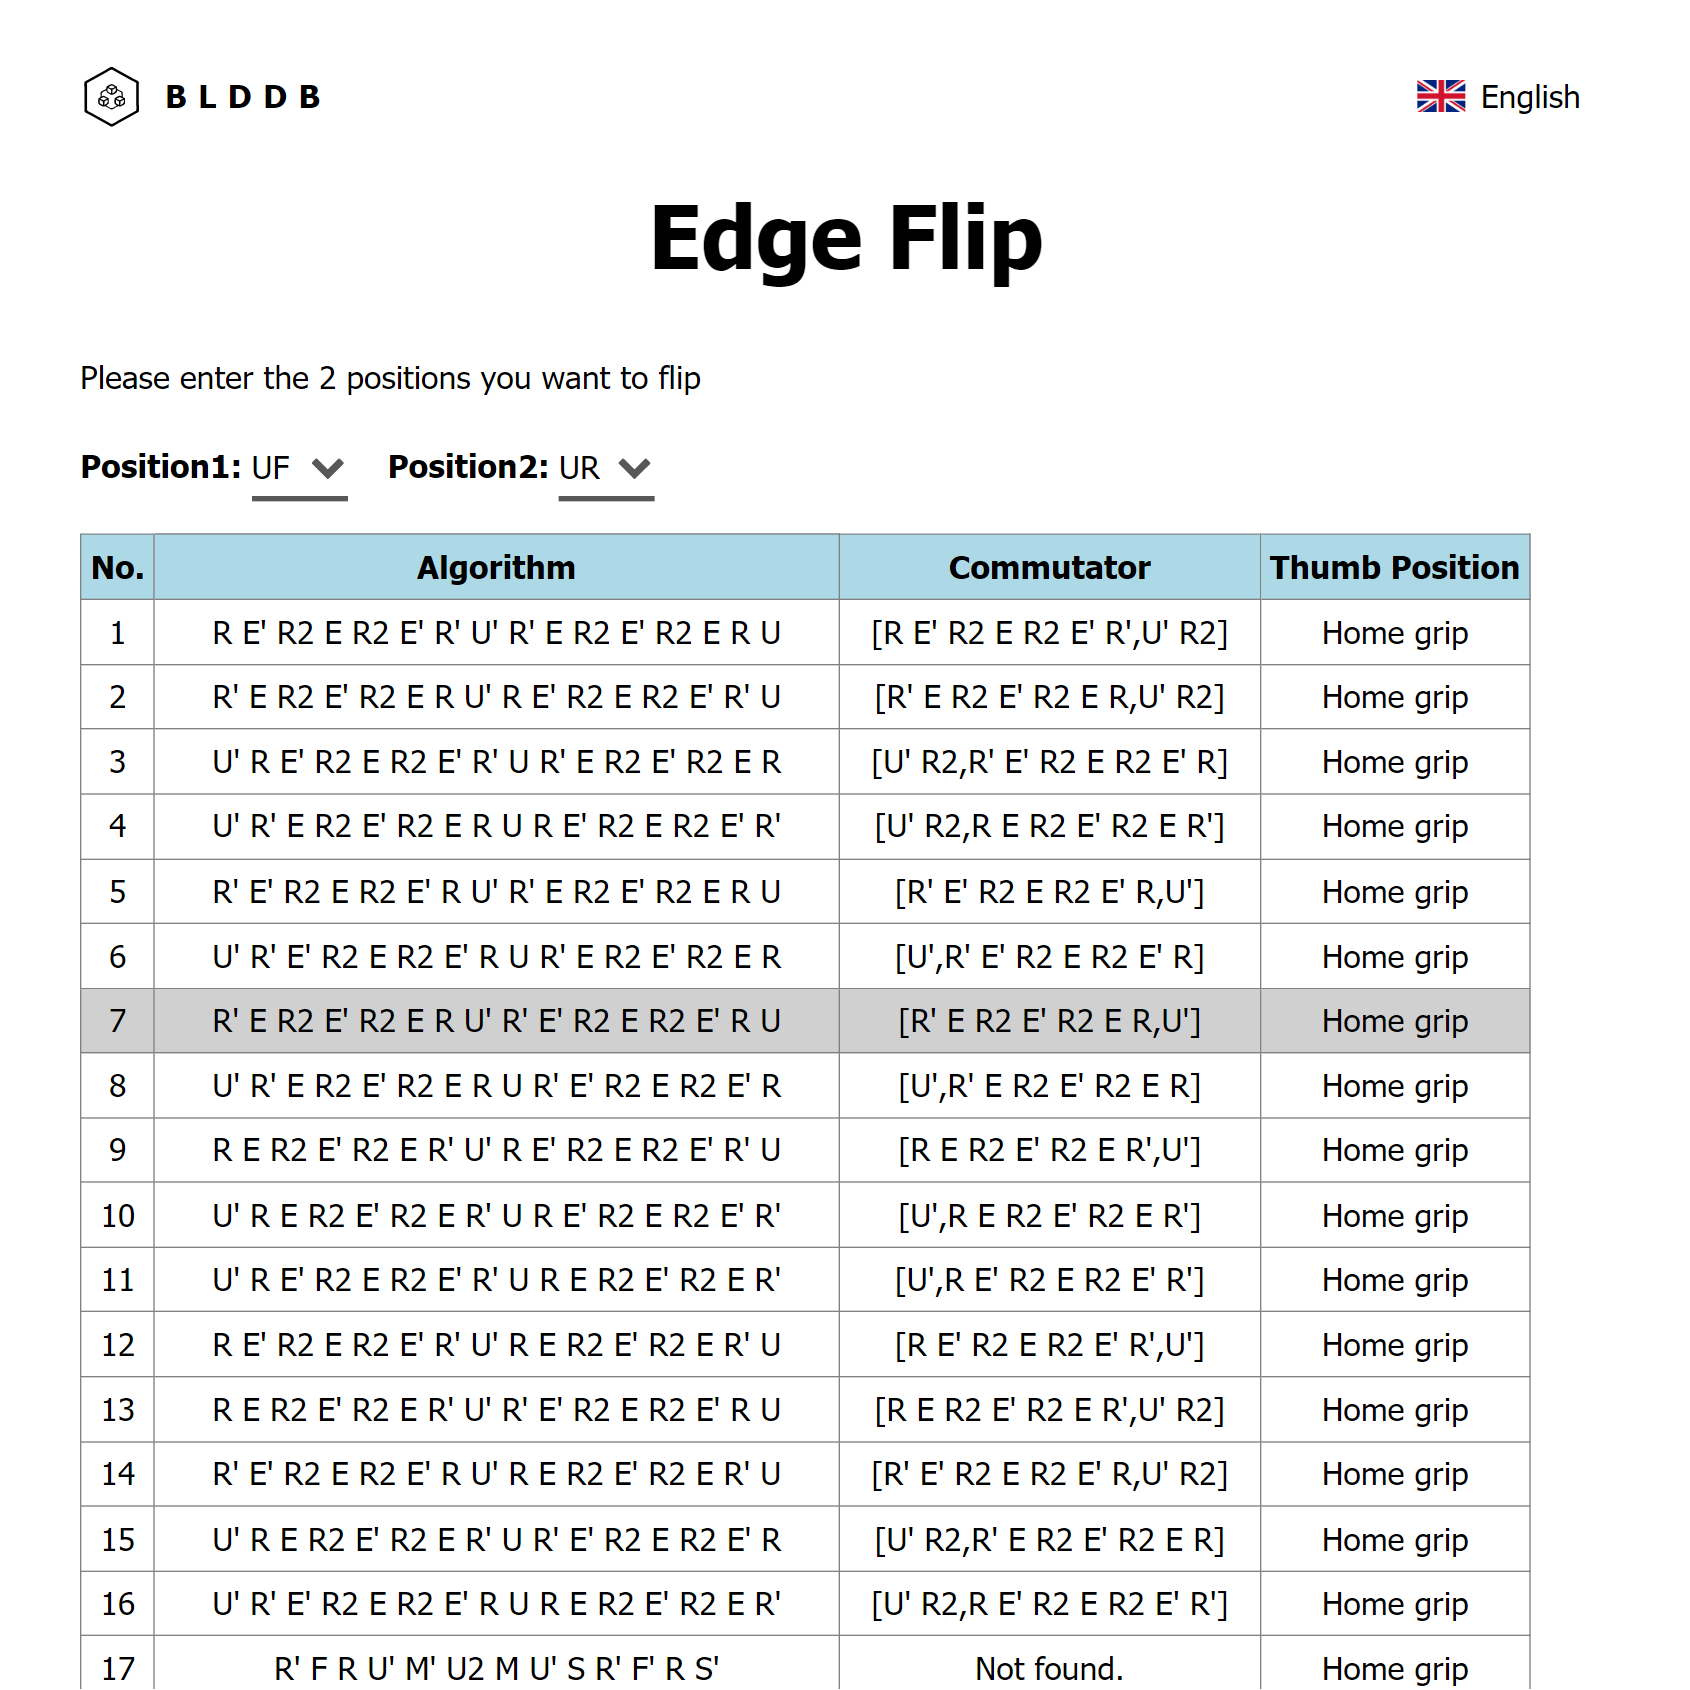 BLDDB
English
Edge Flip
Please enter the 2 positions you want to flip
Position1: UF Position2: UR
No. Algorithm Commutator Thumb Position
1 R E' R2 E R2 E' R' U' R' E R2 E' R2 E R U [R E' R2 E R2 E' R',U' R2] Home grip
2 R' E R2 E' R2 E R U' R E' R2 E R2 E' R' U [R' E R2 E' R2 E R,U' R2] Home grip
3 U' R E' R2 E R2 E' R' U R' E R2 E' R2 E R [U' R2,R' E' R2 E R2 E' R] Home grip
4 U' R' E R2 E' R2 E R U R E' R2 E R2 E' R' [U' R2,R E R2 E' R2 E R'] Home grip
5 R' E' R2 E R2 E' R U' R' E R2 E' R2 E R U [R' E' R2 E R2 E' R,U'] Home grip
6 U' R' E' R2 E R2 E' R U R' E R2 E' R2 E R [U',R' E' R2 E R2 E' R] Home grip
7 R' E R2 E' R2 E R U' R' E' R2 E R2 E' R U [R' E R2 E' R2 E R,U'] Home grip
8 U' R' E R2 E' R2 E R U R' E' R2 E R2 E' R [U',R' E R2 E' R2 E R] Home grip
9 R E R2 E' R2 E R' U' R E' R2 E R2 E' R' U [R E R2 E' R2 E R',U'] Home grip
10 U' R E R2 E' R2 E R' U R E' R2 E R2 E' R' [U',R E R2 E' R2 E R'] Home grip
11 U' R E' R2 E R2 E' R' U R E R2 E' R2 E R' [U',R E' R2 E R2 E' R'] Home grip
12 R E' R2 E R2 E' R' U' R E R2 E' R2 E R' U [R E' R2 E R2 E' R',U'] Home grip
13 R E R2 E' R2 E R' U' R' E' R2 E R2 E' R U [R E R2 E' R2 E R',U' R2] Home grip
14 R' E' R2 E R2 E' R U' R E R2 E' R2 E R' U [R' E' R2 E R2 E' R,U' R2] Home grip
15 U' R E R2 E' R2 E R' U R' E' R2 E R2 E' R [U' R2,R' E R2 E' R2 E R] Home grip
16 U' R' E' R2 E R2 E' R U R E R2 E' R2 E R' [U' R2,R E' R2 E R2 E' R'] Home grip
17 R' F R U' M' U2 M U' S R' F' R S' Not found. Home grip